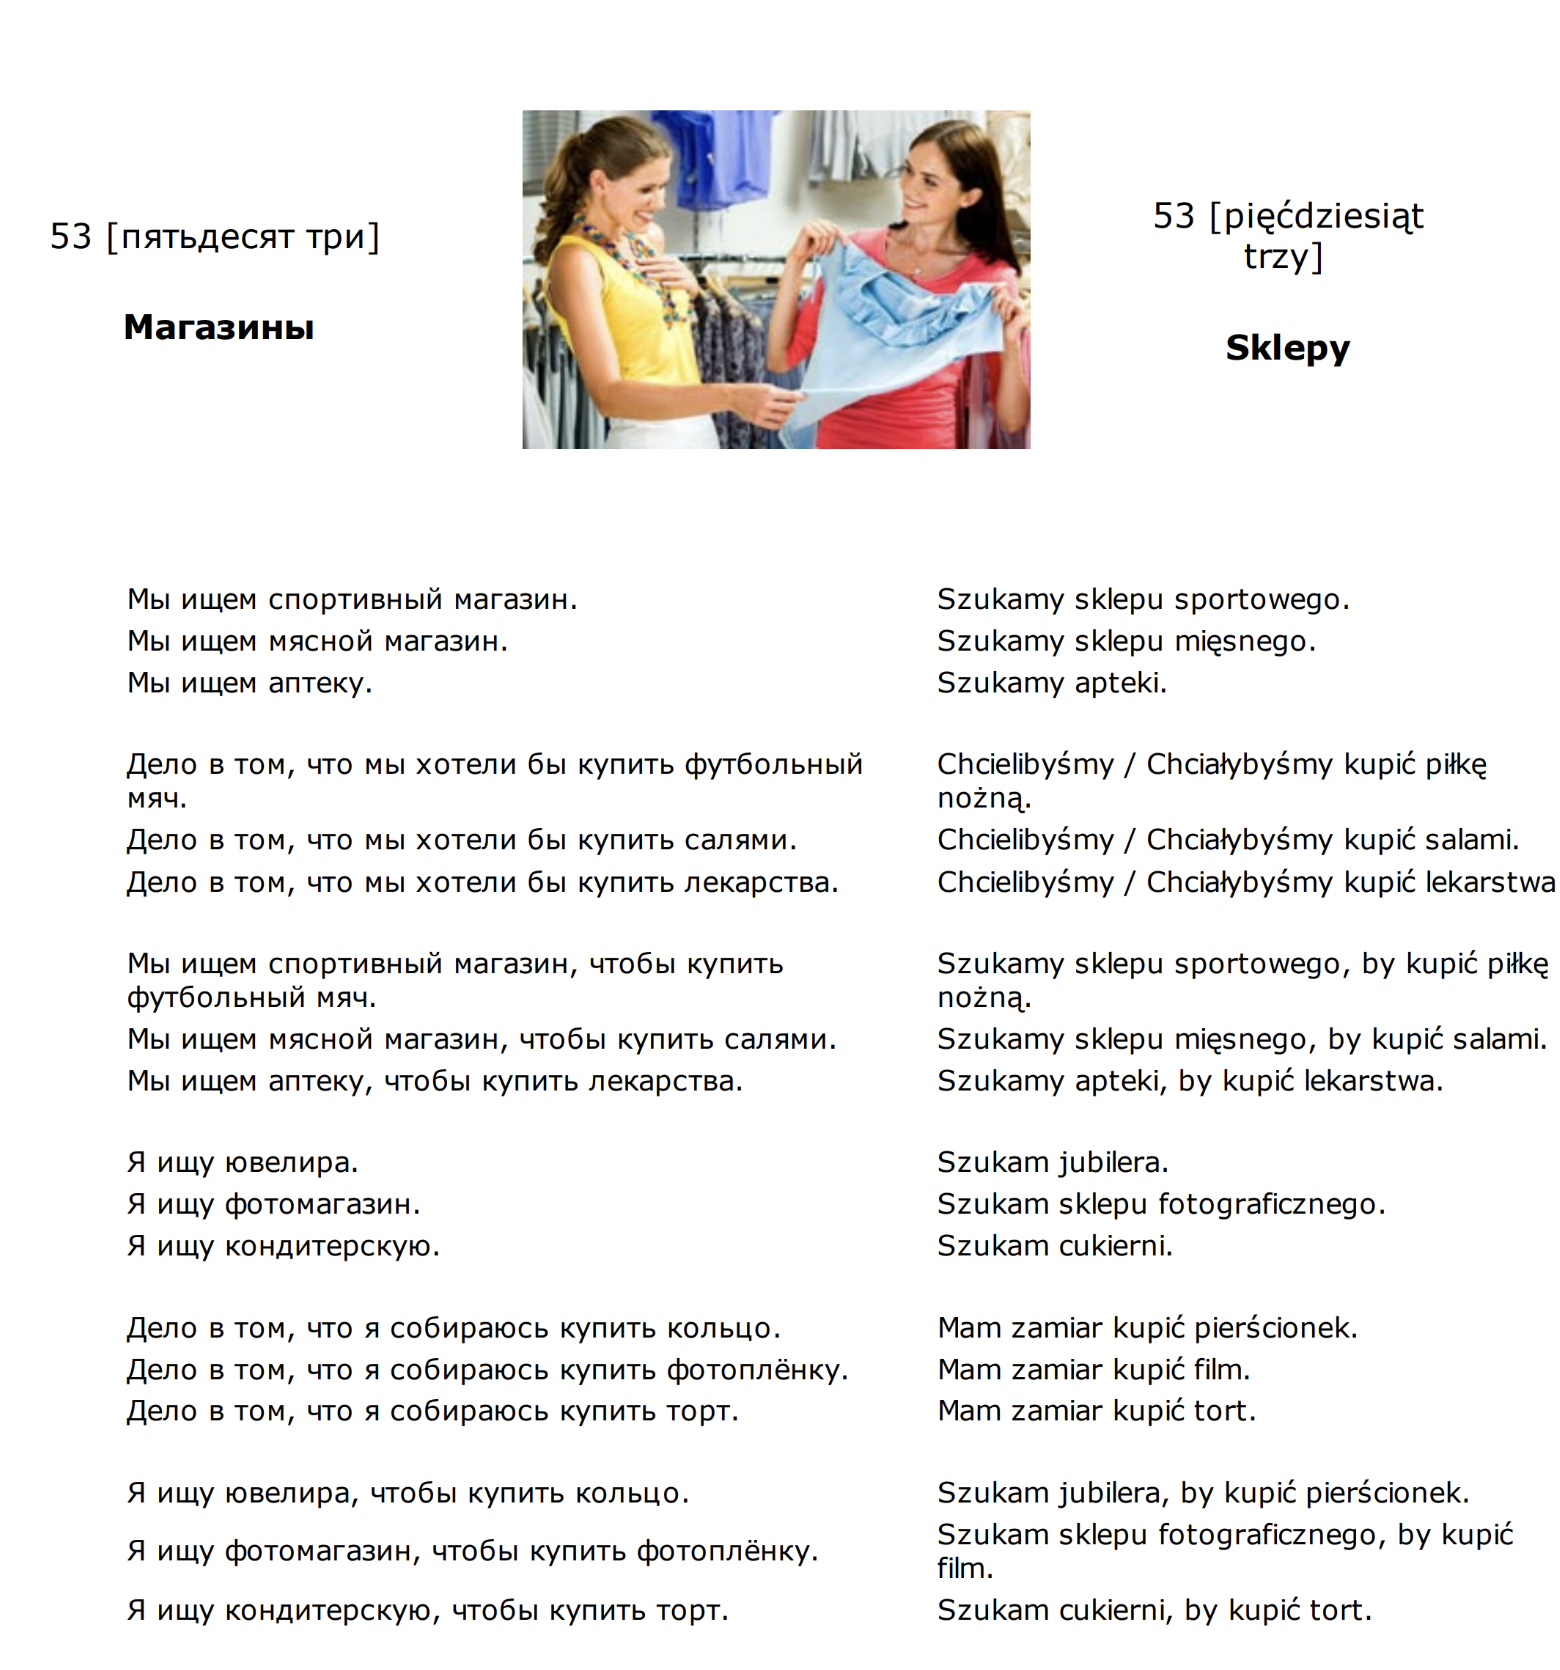 53 [пятьдесят три]
Магазины
53 [pięćdziesiąt
trzy]
Sklepy
Мы ищем спортивный магазин.
Szukamy sklepu sportowego.
Мы ищем мясной магазин.
Szukamy sklepu mięsnego.
Мы ищем аптеку.
Szukamy apteki.
Дело в том, что мы хотели бы купить футбольный
мяч.
Chcielibyśmy / Chciałybyśmy kupić piłkę
nożną.
Дело в том, что мы хотели бы купить салями.
Chcielibyśmy / Chciałybyśmy kupić salami.
Дело в том, что мы хотели бы купить лекарства.
Chcielibyśmy / Chciałybyśmy kupić lekarstwa
Мы ищем спортивный магазин, чтобы купить
футбольный мяч.
Szukamy sklepu sportowego, by kupić piłkę
nożną.
Мы ищем мясной магазин, чтобы купить салями.
Szukamy sklepu mięsnego, by kupić salami.
Мы ищем аптеку, чтобы купить лекарства.
Szukamy apteki, by kupić lekarstwa.
Я ищу ювелира.
Szukam jubilera.
Я ищу фотомагазин.
Szukam sklepu fotograficznego.
Я ищу кондитерскую.
Szukam cukierni.
Дело в том, что я собираюсь купить кольцо.
Mam zamiar kupić pierścionek.
Дело в том, что я собираюсь купить фотоплёнку.
Mam zamiar kupić film.
Дело в том, что я собираюсь купить торт.
Mam zamiar kupić tort.
Я ищу ювелира, чтобы купить кольцо.
Szukam jubilera, by kupić pierścionek.
Я ищу фотомагазин, чтобы купить фотоплёнку.
Szukam sklepu fotograficznego, by kupić
film.
Я ищу кондитерскую, чтобы купить торт.
Szukam cukierni, by kupić tort.